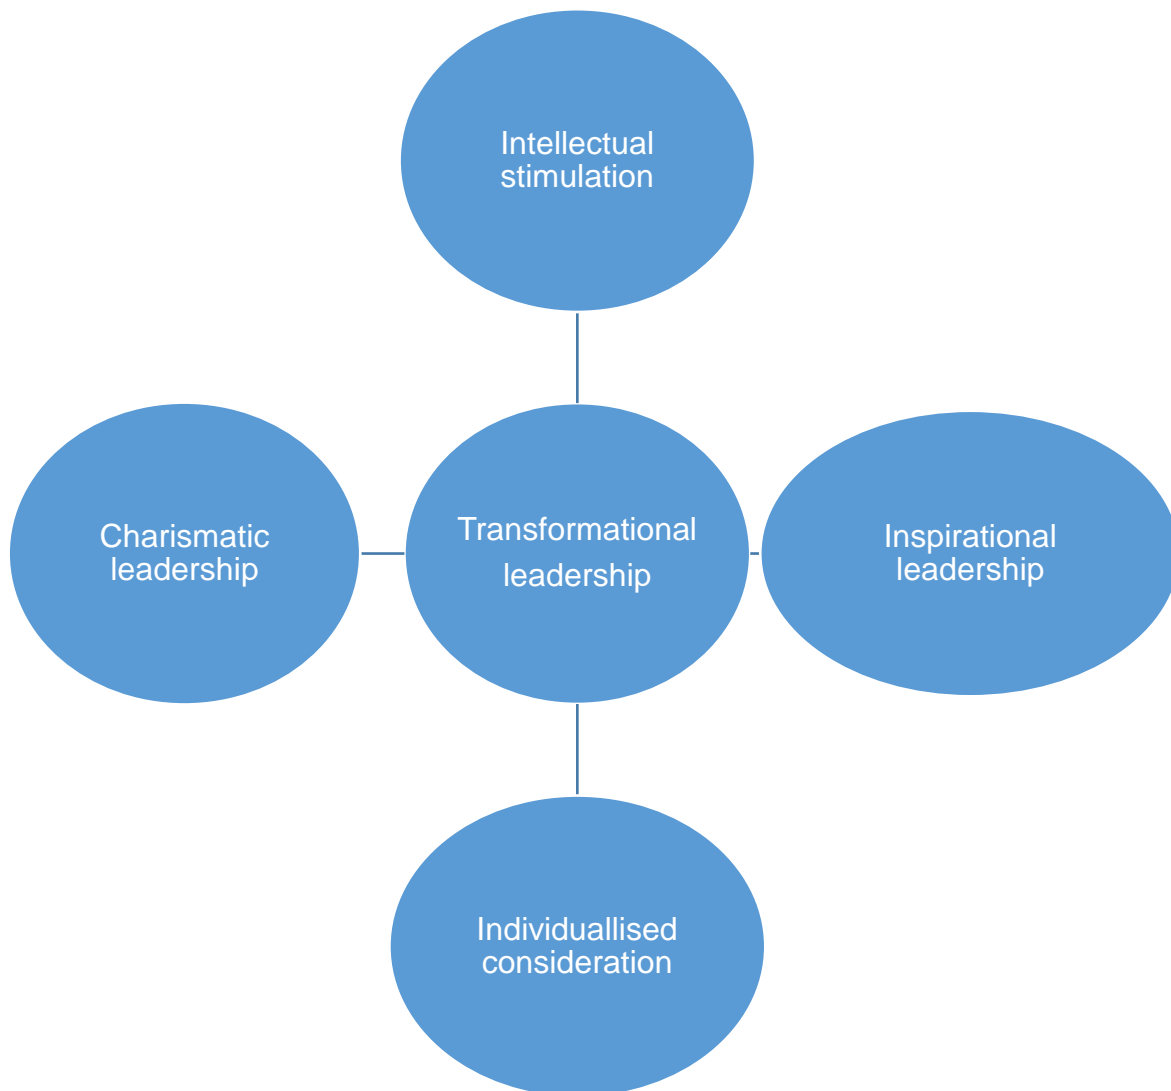 Intellectual
stimulation
Charismatic
leadership
Transformational
leadership
Inspirational
leadership
Individuallised
consideration